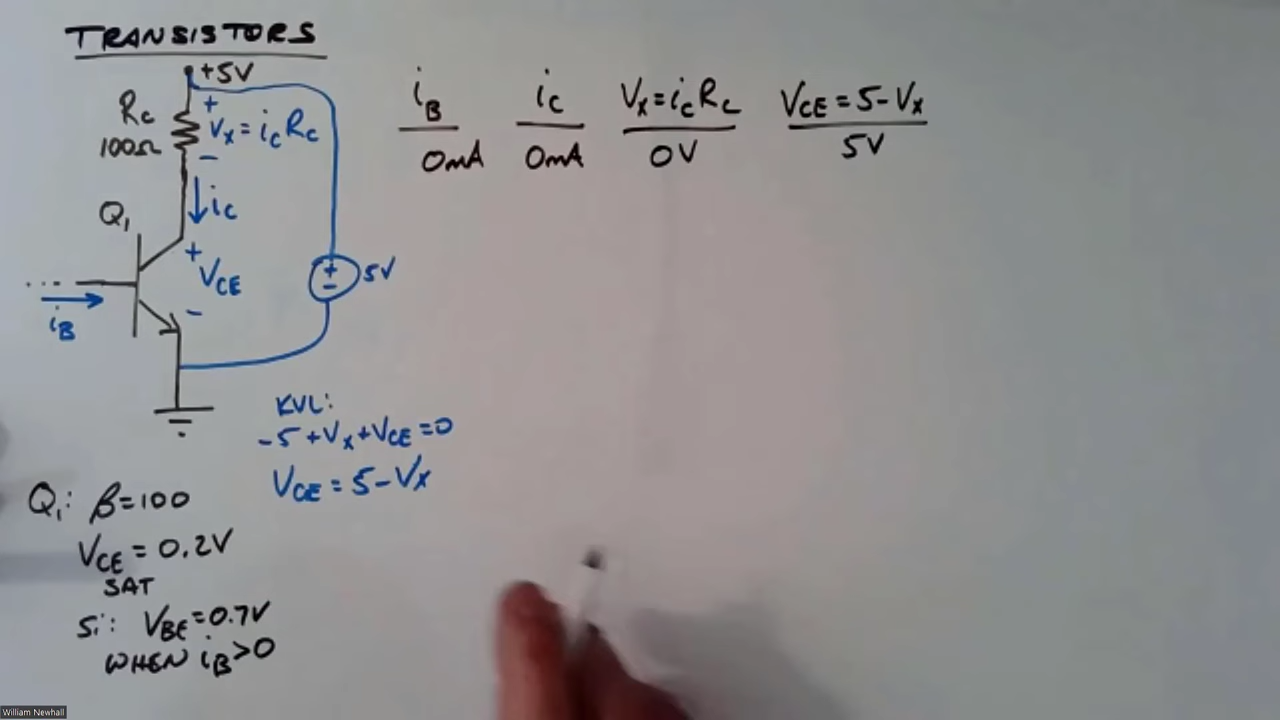 TRANSISTORS
+5V
Rc
100Ω
+
Vx = icRc
−
ic
Q1
+
VCE
−
... 
iB
+
−
5V
iB ic Vx=icRc VCE=5-Vx
0mA 0mA 0V 5V
KVL:
-5+Vx+VCE=0
VCE=5-Vx
Q1: β=100
VCE=0.2V
SAT
Si: VBE=0.7V
WHEN iB>0
William Newhall